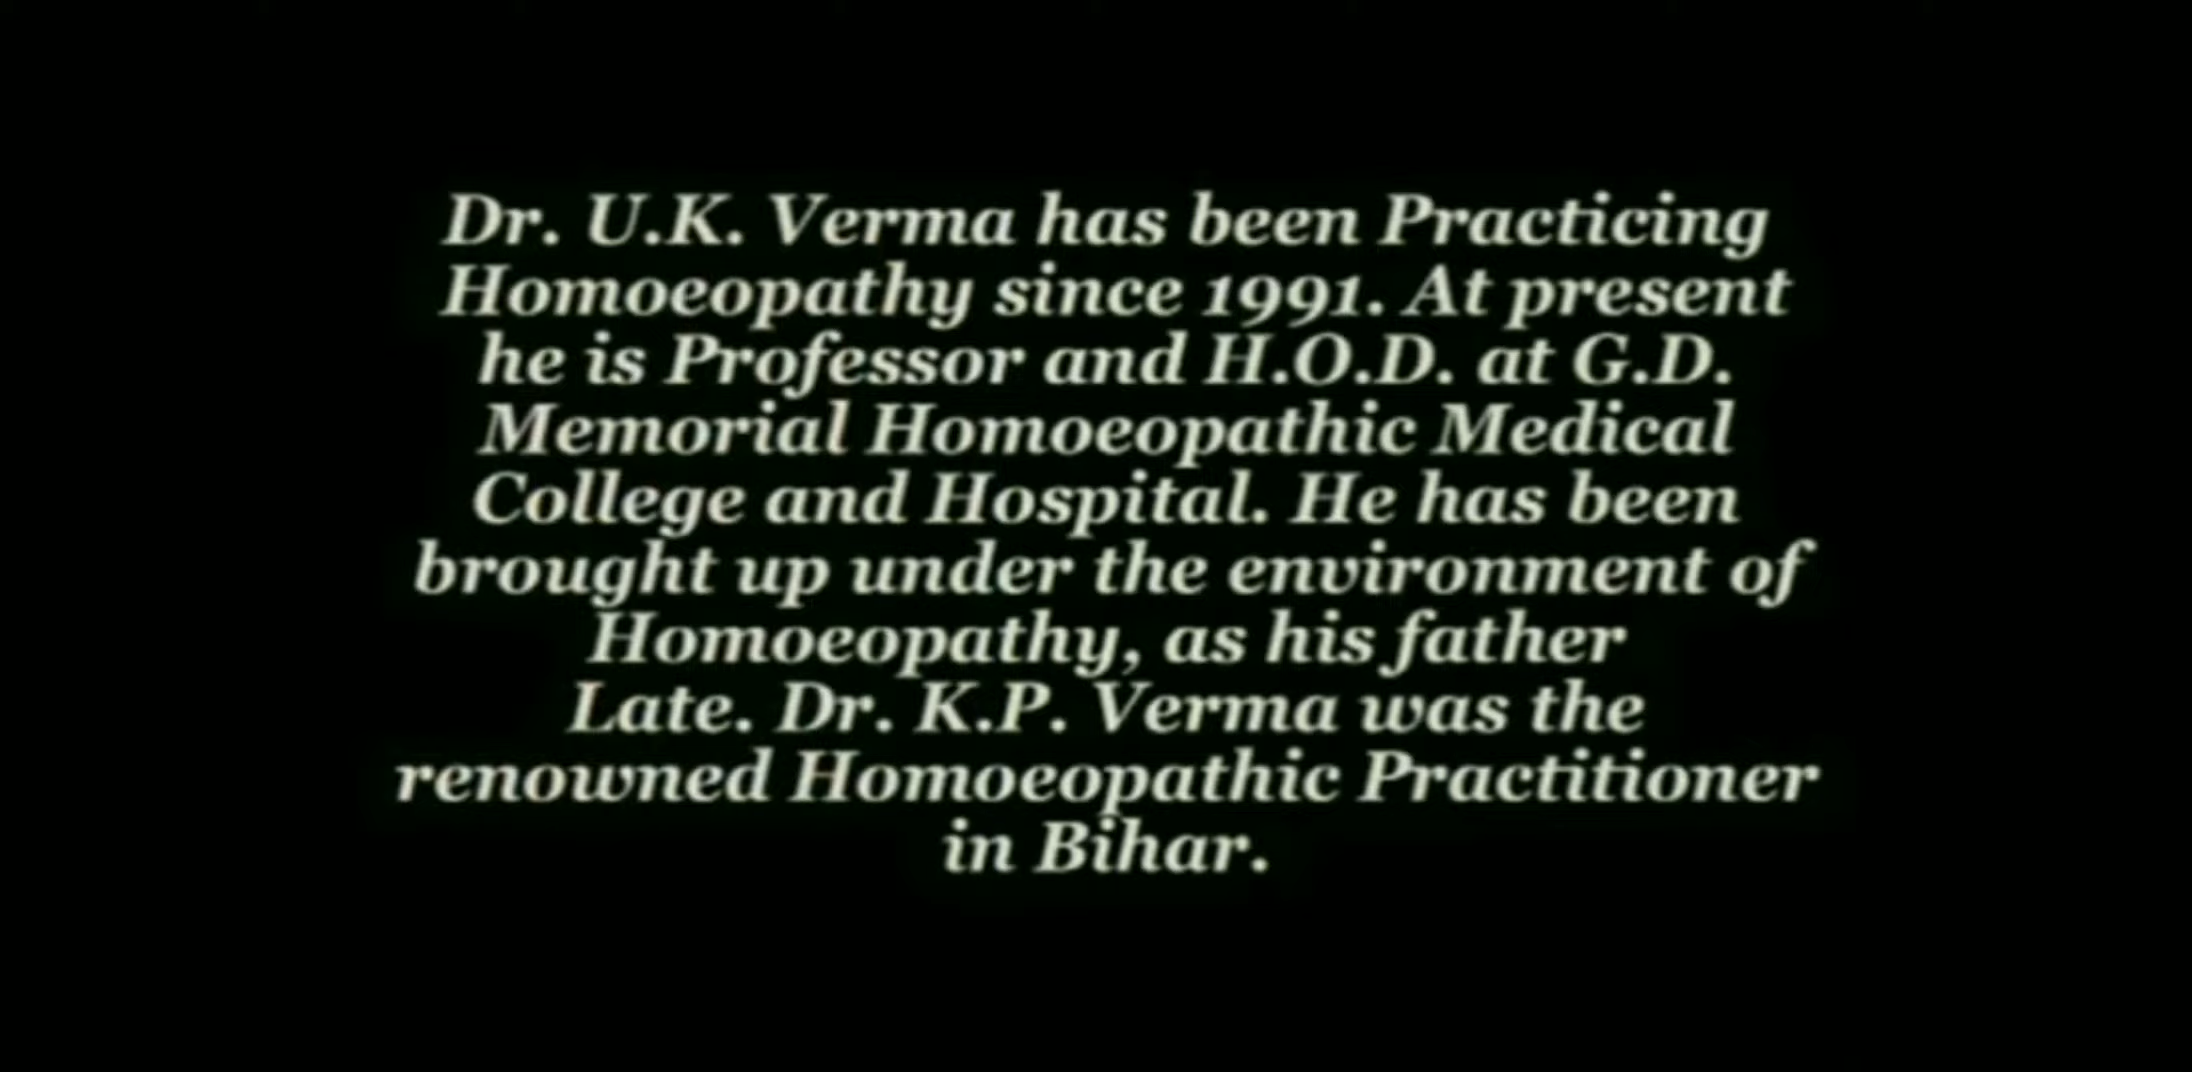 Dr. U.K. Verma has been Practicing
Homoeopathy since 1991. At present
he is Professor and H.O.D. at G.D.
Memorial Homoeopathic Medical
College and Hospital. He has been
brought up under the environment of
Homoeopathy, as his father
Late. Dr. K.P. Verma was the
renowned Homoeopathic Practitioner
in Bihar.